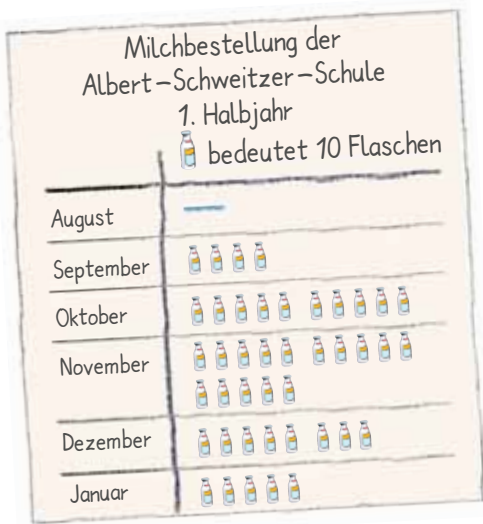 Milchbestellung der
Albert-Schweitzer-Schule
1. Halbjahr
bedeutet 10 Flaschen
August
September
Oktober
November
Dezember
Januar